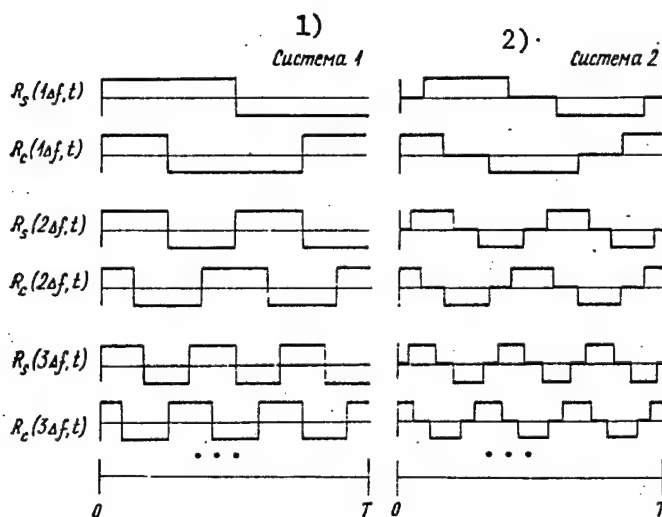 1) 2).
Система 1 Система 2
R_s(1Δf,t)
R_c(1Δf,t)
R_s(2Δf,t)
R_c(2Δf,t)
R_s(3Δf,t)
R_c(3Δf,t)
• • • • • •
0 T 0 T